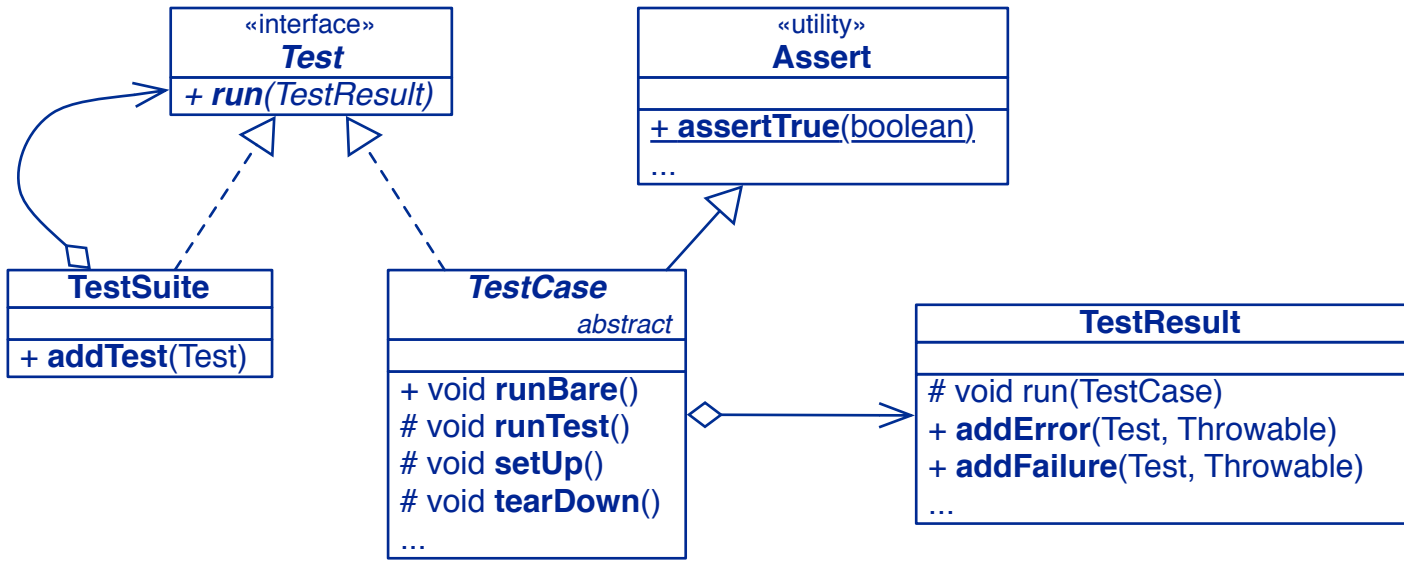 «interface»
Test
+ run(TestResult)
«utility»
Assert
+ assertTrue(boolean)
...
TestSuite
+ addTest(Test)
TestCase
abstract
+ void runBare()
# void runTest()
# void setUp()
# void tearDown()
...
TestResult
# void run(TestCase)
+ addError(Test, Throwable)
+ addFailure(Test, Throwable)
...